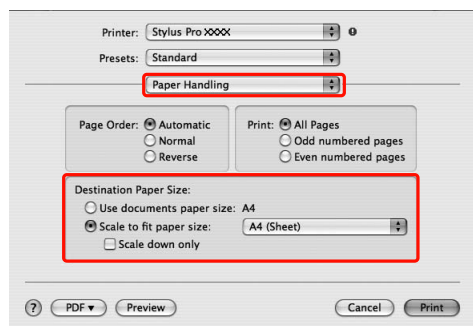 Printer: Stylus Pro XXXX
Presets: Standard
Paper Handling
Page Order: Automatic
Normal
Reverse
Print: All Pages
Odd numbered pages
Even numbered pages
Destination Paper Size:
Use documents paper size: A4
Scale to fit paper size: A4 (Sheet)
Scale down only
? PDF▼ Preview Cancel Print